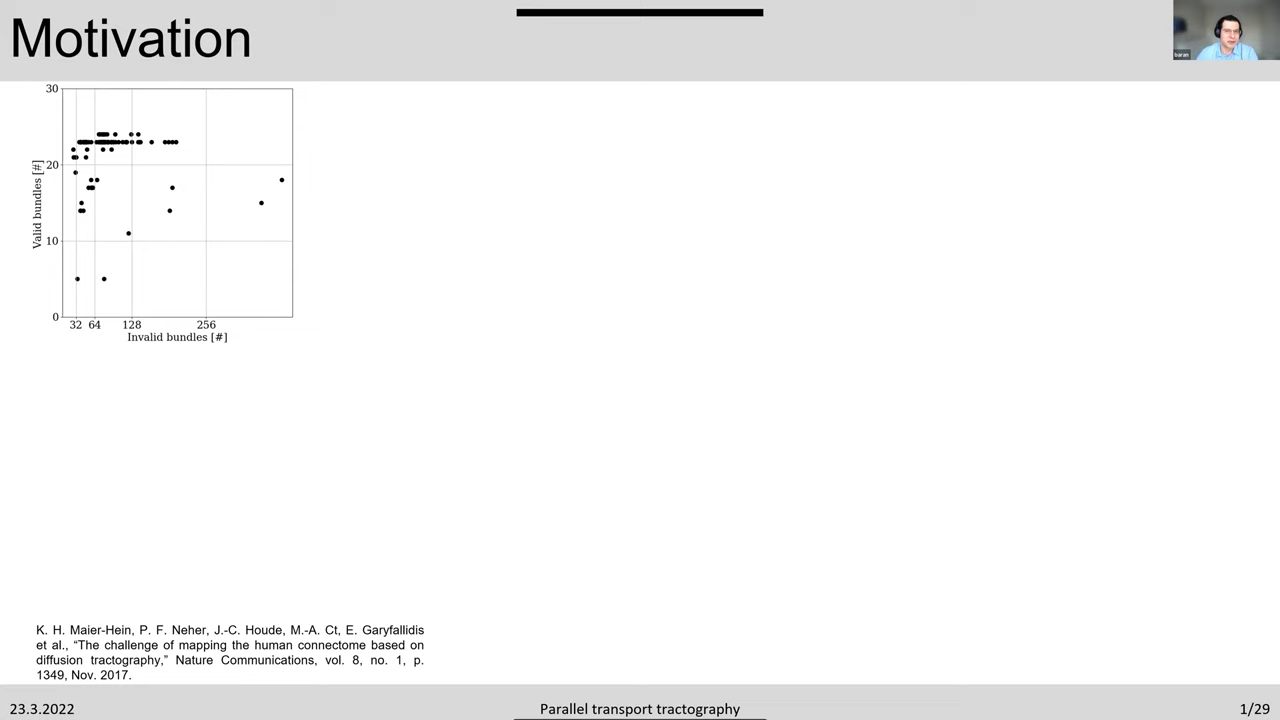 Motivation
baran
30
20
10
0
Valid bundles [#]
32 64 128 256
Invalid bundles [#]
K. H. Maier-Hein, P. F. Neher, J.-C. Houde, M.-A. Ct, E. Garyfallidis
et al., “The challenge of mapping the human connectome based on
diffusion tractography,” Nature Communications, vol. 8, no. 1, p.
1349, Nov. 2017.
23.3.2022
Parallel transport tractography
1/29